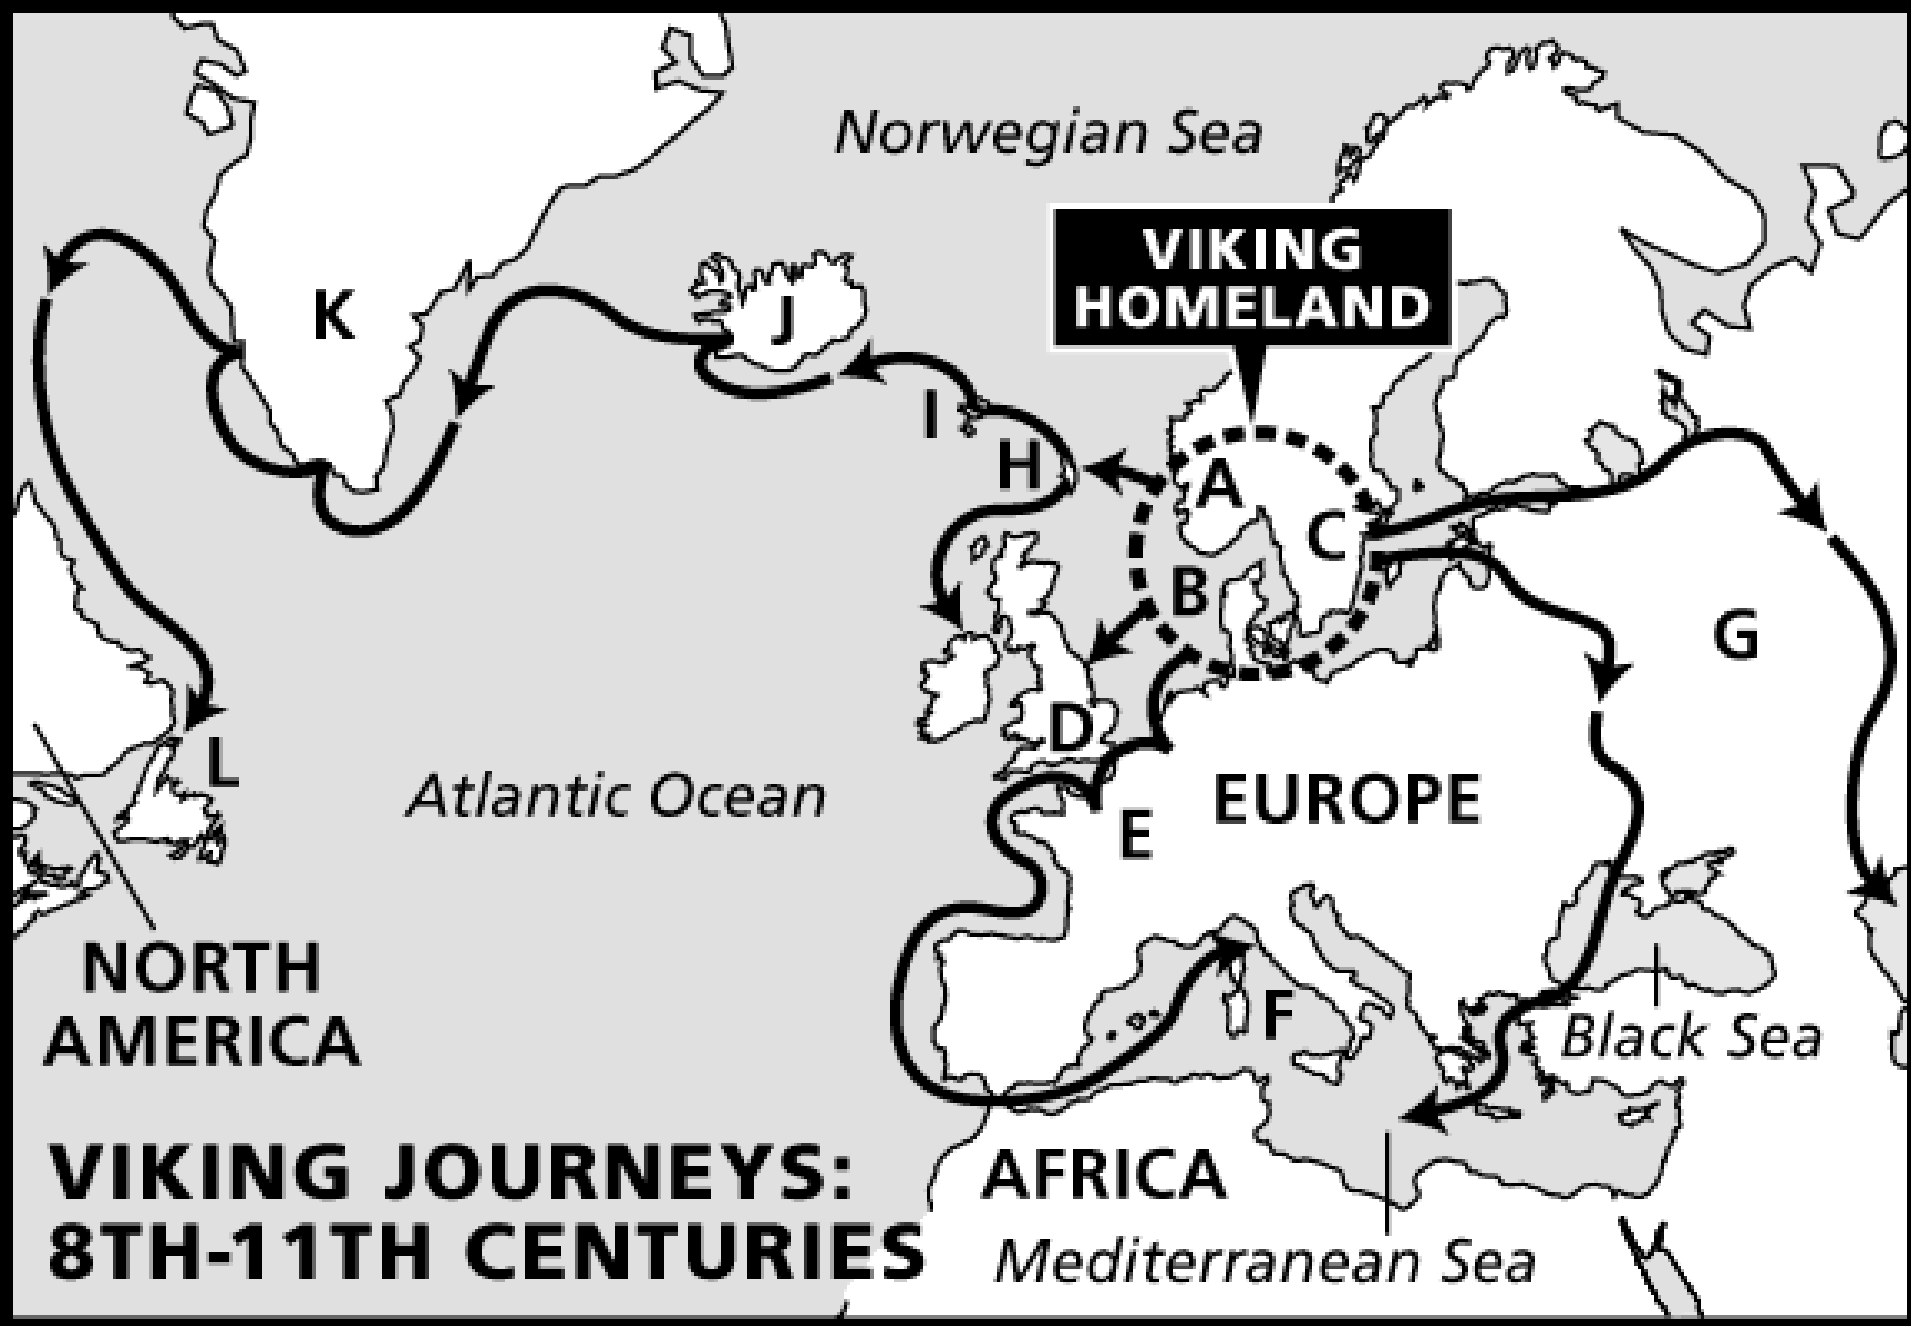 Norwegian Sea
VIKING
HOMELAND
K
J
I
H
A
C
B
G
D
L
Atlantic Ocean
EUROPE
E
NORTH
AMERICA
F
Black Sea
AFRICA
Mediterranean Sea
VIKING JOURNEYS:
8TH-11TH CENTURIES